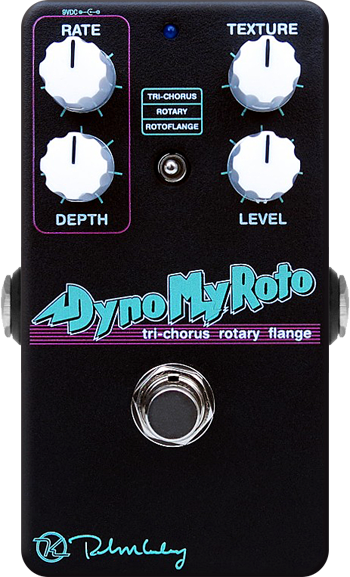 9VDC
RATE
TEXTURE
TRI-CHORUS
ROTARY
ROTOFLANGE
DEPTH
LEVEL
DynoMyRoto
tri-chorus rotary flange
K